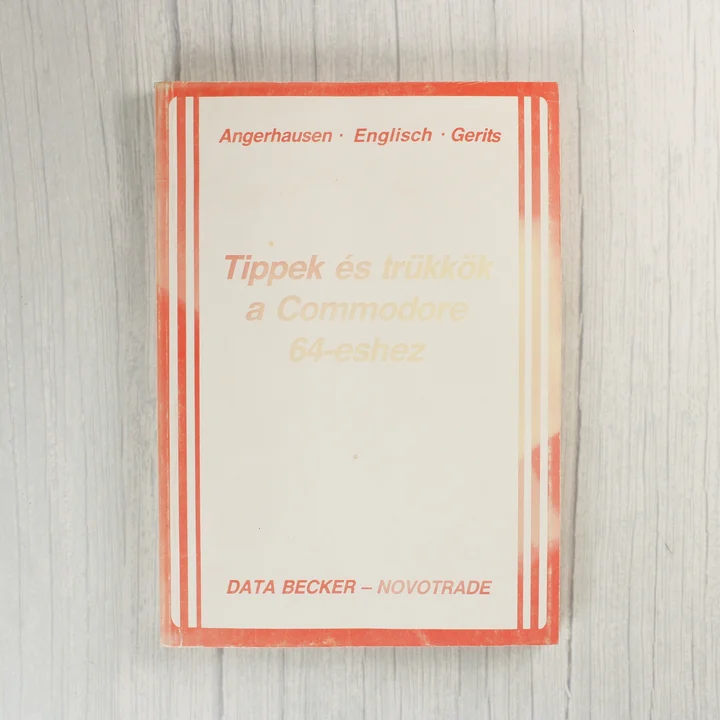 Angerhausen · Englisch · Gerits
Tippek és trükkök
a Commodore
64-eshez
DATA BECKER – NOVOTRADE